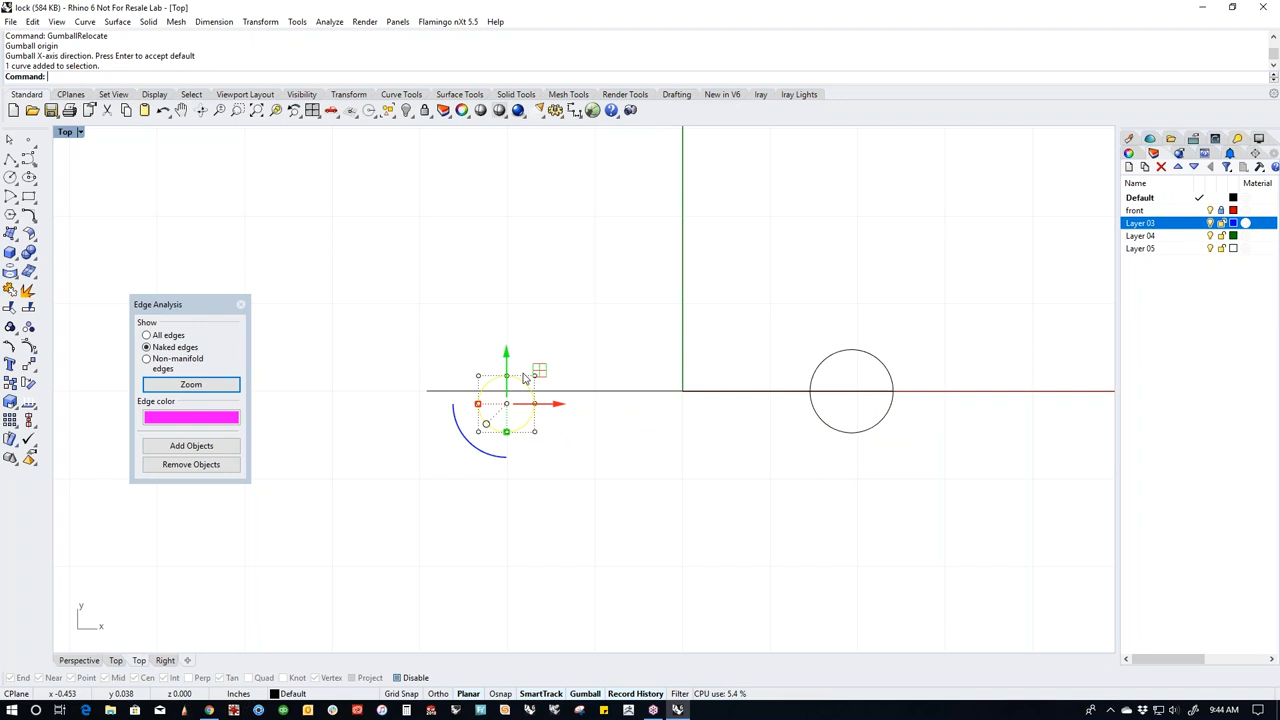 lock (584 KB) - Rhino 6 Not For Resale Lab - [Top]
File Edit View Curve Surface Solid Mesh Dimension Transform Tools Analyze Render Panels Flamingo nXt 5.5 Help
Command: GumballRelocate
Gumball origin
Gumball X-axis direction. Press Enter to accept default
1 curve added to selection.
Command:
Standard CPlanes Set View Display Select Viewport Layout Visibility Transform Curve Tools Surface Tools Solid Tools Mesh Tools Render Tools Drafting New in V6 Iray Iray Lights
Top
Name Material
Default
front
Layer 03
Layer 04
Layer 05
Edge Analysis
Show
All edges
Naked edges
Non-manifold
edges
Zoom
Edge color
Add Objects
Remove Objects
y
x
Perspective Top Top Right
End Near Point Mid Cen Int Perp Tan Quad Knot Vertex Project Disable
CPlane x -0.453 y 0.038 z 0.000 Inches Default Grid Snap Ortho Planar Osnap SmartTrack Gumball Record History Filter CPU use: 5.4 %
9:44 AM